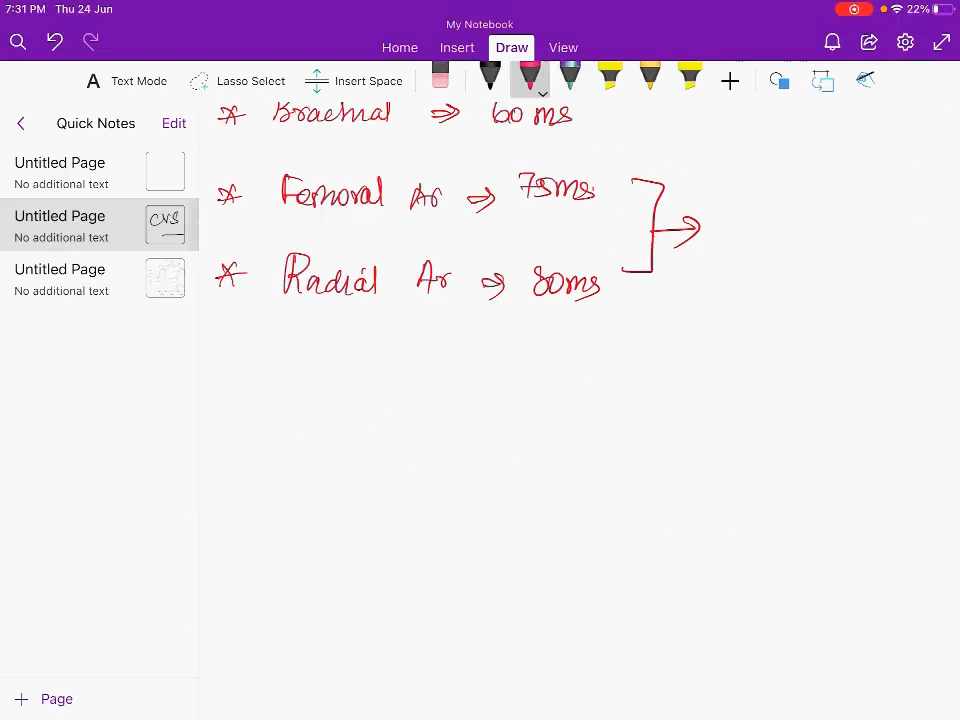 7:31 PM Thu 24 Jun
22%
My Notebook
Home Insert Draw View
A Text Mode Lasso Select Insert Space
Quick Notes Edit
Untitled Page
No additional text
Untitled Page
No additional text
CNS
Untitled Page
No additional text
+ Page
* Brachial ⇒ 60 ms
* Femoral Ar ⇒ 75ms
* Radial Ar ⇒ 80ms